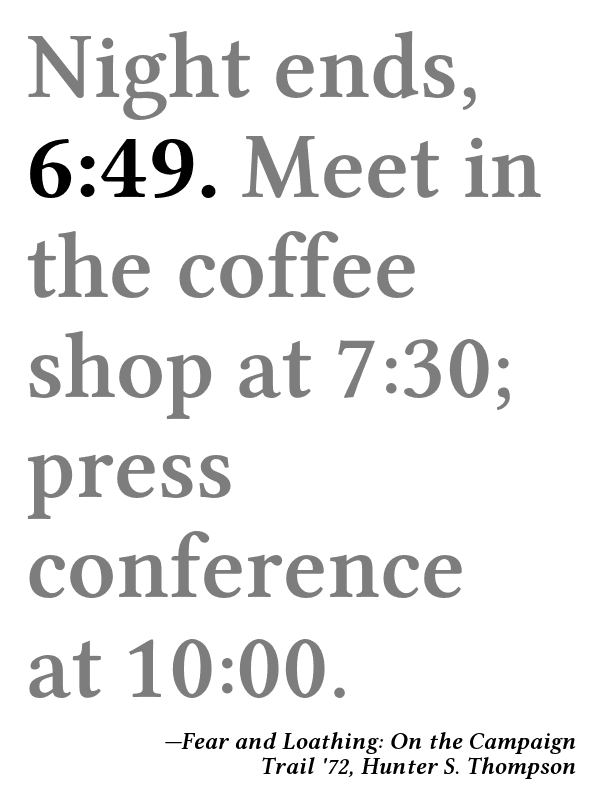 Night ends,
6:49. Meet in
the coffee
shop at 7:30;
press
conference
at 10:00.
—Fear and Loathing: On the Campaign
Trail '72, Hunter S. Thompson